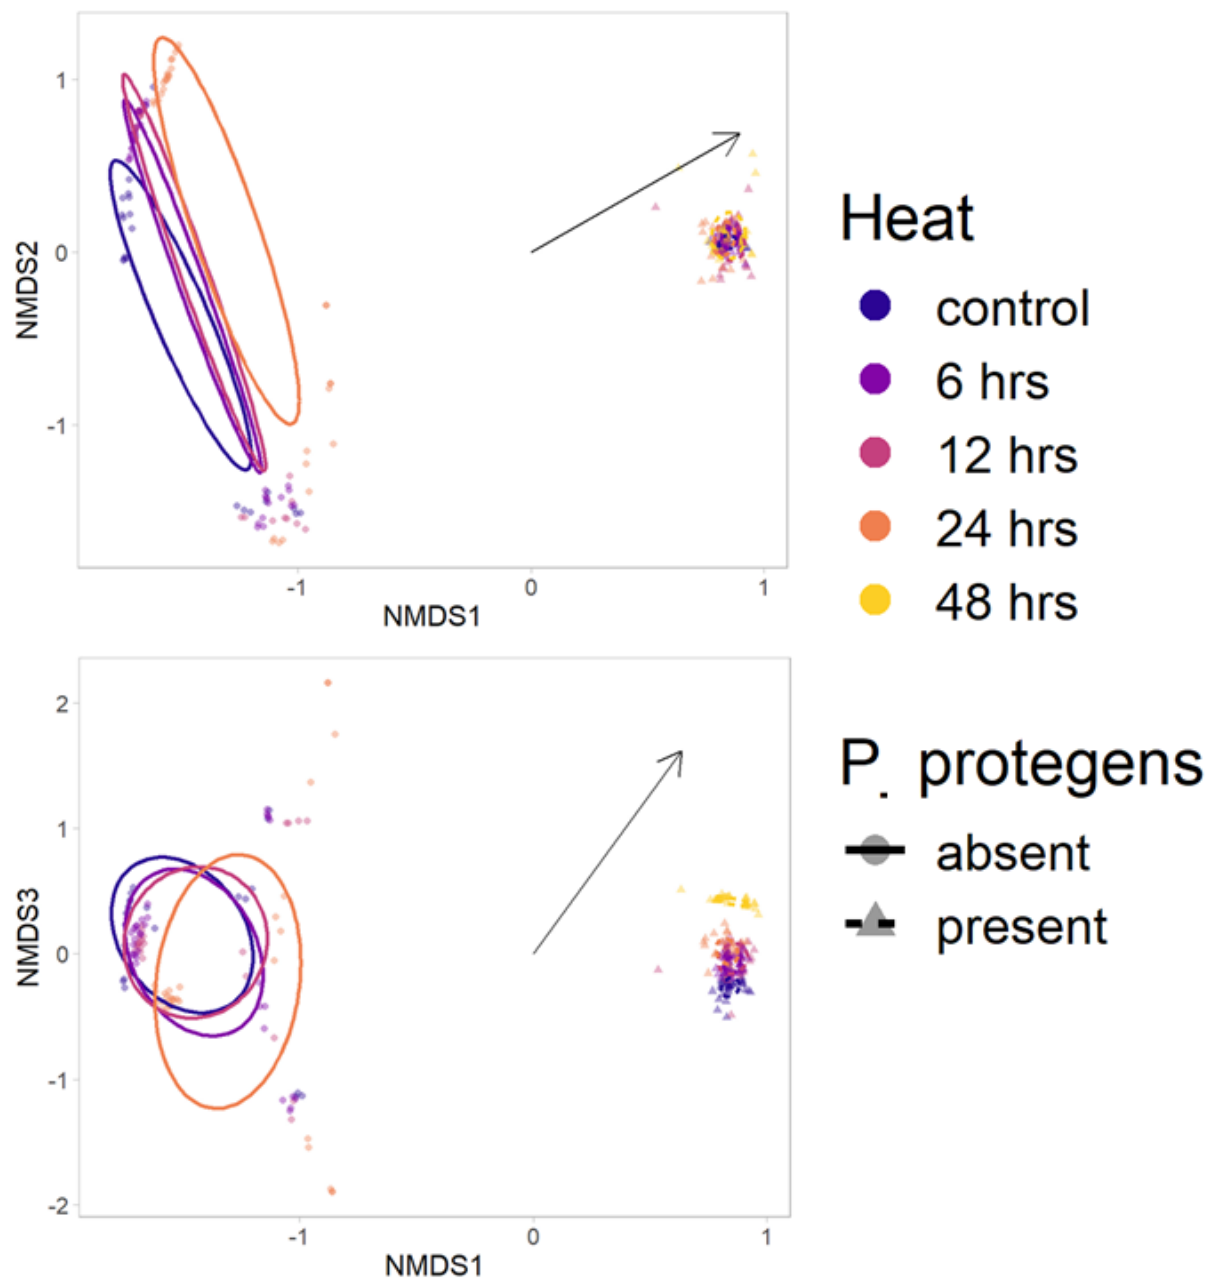 1
0
-1
NMDS2
-1
0
1
NMDS1
Heat
control
6 hrs
12 hrs
24 hrs
48 hrs
2
1
0
-1
-2
NMDS3
-1
0
1
NMDS1
P. protegens
absent
present